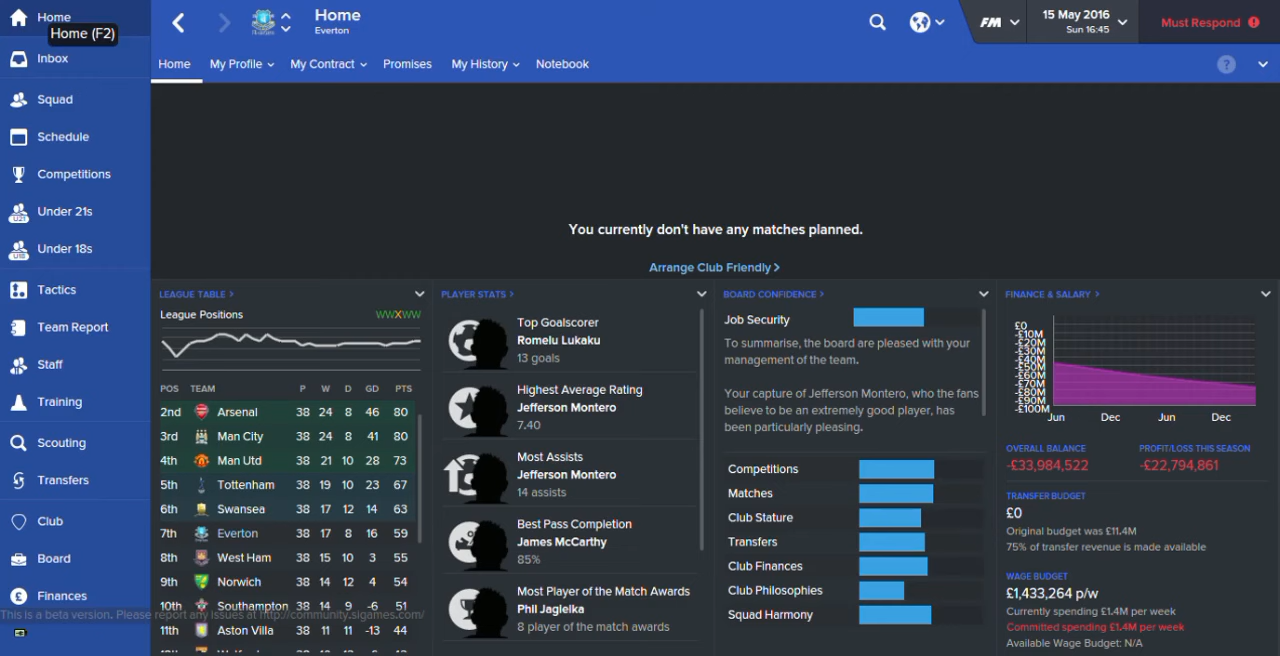 Home
Home (F2)
Inbox
Squad
Schedule
Competitions
Under 21s
Under 18s
Tactics
Team Report
Staff
Training
Scouting
Transfers
Club
Board
Finances
Home
Everton
FM
15 May 2016
Sun 16:45
Must Respond
Home My Profile My Contract Promises My History Notebook
You currently don't have any matches planned.
Arrange Club Friendly >
LEAGUE TABLE >
League Positions WWXWW
POS TEAM P W D GD PTS
2nd Arsenal 38 24 8 46 80
3rd Man City 38 24 8 41 80
4th Man Utd 38 21 10 28 73
5th Tottenham 38 19 10 23 67
6th Swansea 38 17 12 14 63
7th Everton 38 17 8 16 59
8th West Ham 38 15 10 3 55
9th Norwich 38 14 12 4 54
10th Southampton 38 14 9 -6 51
11th Aston Villa 38 11 11 -13 44
This is a beta version. Please report any issues at http://community.sigames.com/
PLAYER STATS >
Top Goalscorer
Romelu Lukaku
13 goals
Highest Average Rating
Jefferson Montero
7.40
Most Assists
Jefferson Montero
14 assists
Best Pass Completion
James McCarthy
85%
Most Player of the Match Awards
Phil Jagielka
8 player of the match awards
BOARD CONFIDENCE >
Job Security
To summarise, the board are pleased with your
management of the team.
Your capture of Jefferson Montero, who the fans
believe to be an extremely good player, has
been particularly pleasing.
Competitions
Matches
Club Stature
Transfers
Club Finances
Club Philosophies
Squad Harmony
FINANCE & SALARY >
£0
-£10M
-£20M
-£30M
-£40M
-£50M
-£60M
-£70M
-£80M
-£90M
-£100M
Jun Dec Jun Dec
OVERALL BALANCE PROFIT/LOSS THIS SEASON
-£33,984,522 -£22,794,861
TRANSFER BUDGET
£0
Original budget was £11.4M
75% of transfer revenue is made available
WAGE BUDGET
£1,433,264 p/w
Currently spending £1.4M per week
Committed spending £1.4M per week
Available Wage Budget: N/A